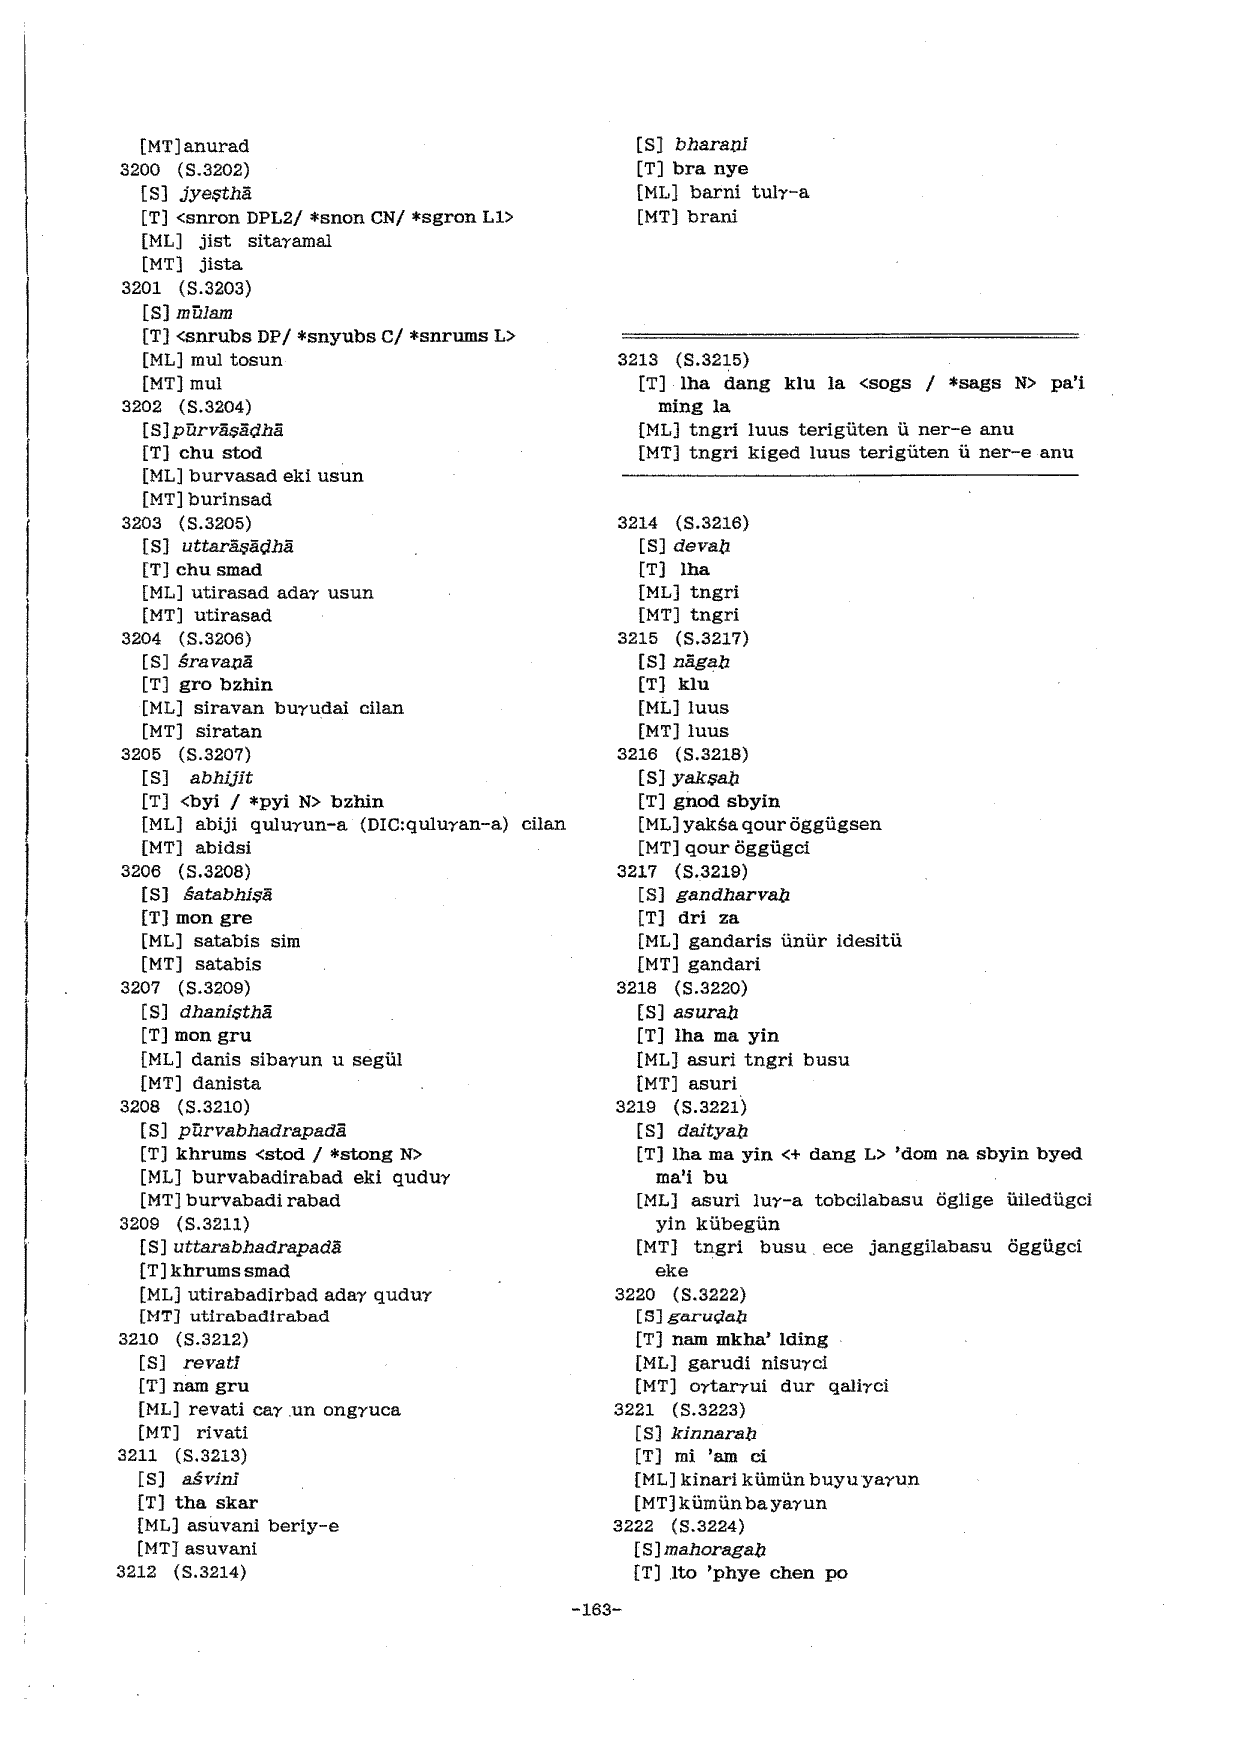 [MT]anurad
3200 (S.3202)
[S] jyeṣthā
[T] <snron DPL2/ *snon CN/ *sgron L1>
[ML] jist sitaγamal
[MT] jista
3201 (S.3203)
[S] mūlam
[T] <snrubs DP/ *snyubs C/ *snrums L>
[ML] mul tosun
[MT] mul
3202 (S.3204)
[S]pūrvāṣāḍhā
[T] chu stod
[ML] burvasad eki usun
[MT] burinsad
3203 (S.3205)
[S] uttarāṣāḍhā
[T] chu smad
[ML] utirasad adaγ usun
[MT] utirasad
3204 (S.3206)
[S] śravaṇā
[T] gro bzhin
[ML] siravan buγudai cilan
[MT] siratan
3205 (S.3207)
[S] abhijit
[T] <byi / *pyi N> bzhin
[ML] abiji quluγun-a (DIC:quluγan-a) cilan
[MT] abidsi
3206 (S.3208)
[S] śatabhiṣā
[T] mon gre
[ML] satabis sim
[MT] satabis
3207 (S.3209)
[S] dhaniṣthā
[T] mon gru
[ML] danis sibaγun u segül
[MT] danista
3208 (S.3210)
[S] pūrvabhadrapadā
[T] khrums <stod / *stong N>
[ML] burvabadirabad eki quduγ
[MT] burvabadi rabad
3209 (S.3211)
[S] uttarabhadrapadā
[T] khrums smad
[ML] utirabadirbad adaγ quduγ
[MT] utirabadirabad
3210 (S.3212)
[S] revatī
[T] nam gru
[ML] revati caγ un ongγuca
[MT] rivati
3211 (S.3213)
[S] aśvinī
[T] tha skar
[ML] asuvani beriy-e
[MT] asuvani
3212 (S.3214)
[S] bharaṇī
[T] bra nye
[ML] barni tulγ-a
[MT] brani
3213 (S.3215)
[T] lha dang klu la <sogs / *sags N> pa'i
ming la
[ML] tngri luus terigüten ü ner-e anu
[MT] tngri kiged luus terigüten ü ner-e anu
3214 (S.3216)
[S] devaḥ
[T] lha
[ML] tngri
[MT] tngri
3215 (S.3217)
[S] nāgaḥ
[T] klu
[ML] luus
[MT] luus
3216 (S.3218)
[S] yakṣaḥ
[T] gnod sbyin
[ML] yakśa qour öggügsen
[MT] qour öggügci
3217 (S.3219)
[S] gandharvaḥ
[T] dri za
[ML] gandaris ünür idesitü
[MT] gandari
3218 (S.3220)
[S] asuraḥ
[T] lha ma yin
[ML] asuri tngri busu
[MT] asuri
3219 (S.3221)
[S] daityaḥ
[T] lha ma yin <+ dang L> 'dom na sbyin byed
ma'i bu
[ML] asuri luγ-a tobcilabasu öglige üiledügci
yin kübegün
[MT] tngri busu ece janggilabasu öggügci
eke
3220 (S.3222)
[S] garuḍaḥ
[T] nam mkha' lding
[ML] garudi nisuγci
[MT] oγtarγui dur qaliγci
3221 (S.3223)
[S] kinnaraḥ
[T] mi 'am ci
[ML] kinari kümün buyu yaγun
[MT] kümün ba yaγun
3222 (S.3224)
[S] mahoragaḥ
[T] lto 'phye chen po
-163-